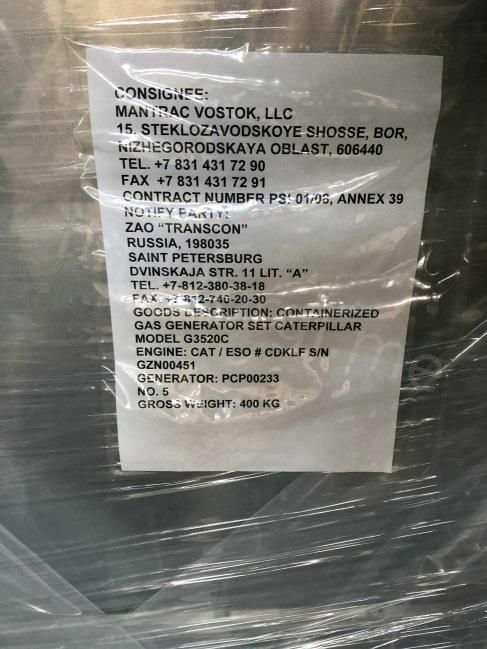 CONSIGNEE:
MANTRAC VOSTOK, LLC
15, STEKLOZAVODSKOYE SHOSSE, BOR,
NIZHEGORODSKAYA OBLAST, 606440
TEL. +7 831 431 72 90
FAX +7 831 431 72 91
CONTRACT NUMBER PSI 01/06, ANNEX 39
NOTIFY PARTY:
ZAO "TRANSCON"
RUSSIA, 198035
SAINT PETERSBURG
DVINSKAJA STR. 11 LIT. "A"
TEL. +7-812-380-38-18
FAX. +7-812-740-20-30
GOODS DESCRIPTION: CONTAINERIZED
GAS GENERATOR SET CATERPILLAR
MODEL G3520C
ENGINE: CAT / ESO # CDKLF S/N
GZN00451
GENERATOR: PCP00233
NO. 5
GROSS WEIGHT: 400 KG